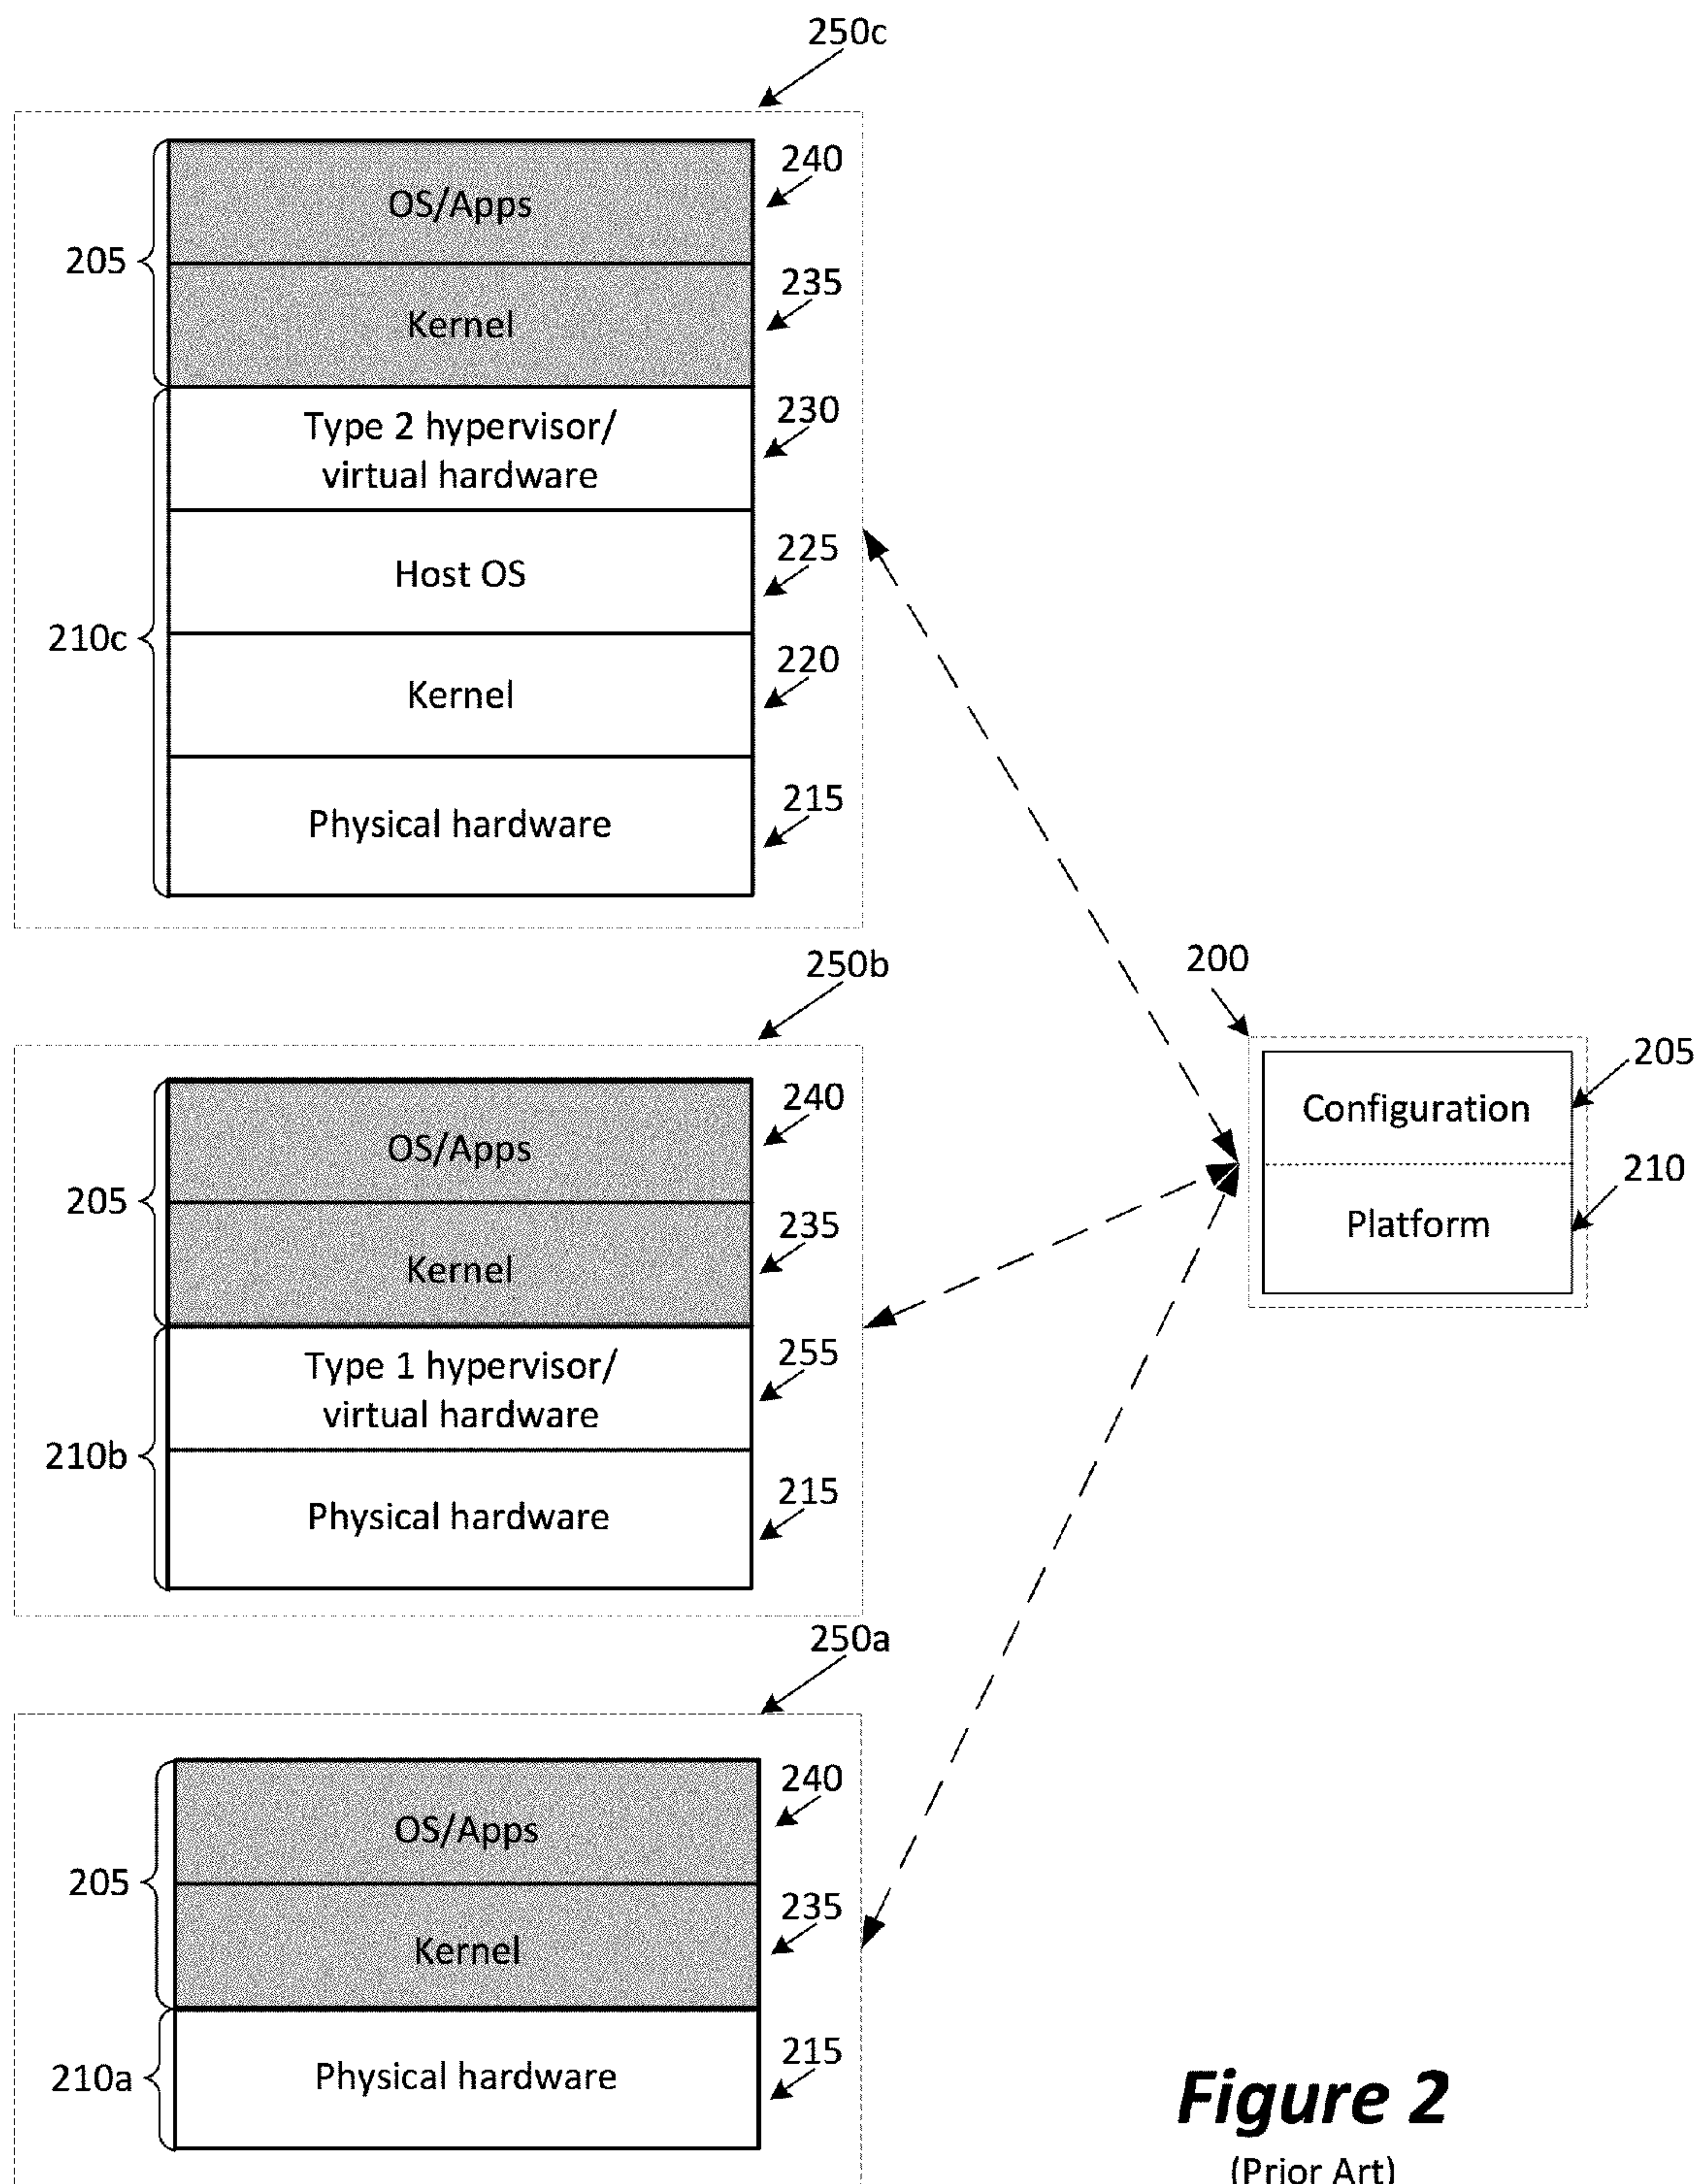 250c
240
OS/Apps
205
235
Kernel
230
Type 2 hypervisor/
virtual hardware
225
Host OS
210c
220
Kernel
215
Physical hardware
250b
200
205
Configuration
210
Platform
240
OS/Apps
205
235
Kernel
255
Type 1 hypervisor/
virtual hardware
210b
215
Physical hardware
250a
240
OS/Apps
205
235
Kernel
215
210a
Physical hardware
Figure 2
(Prior Art)